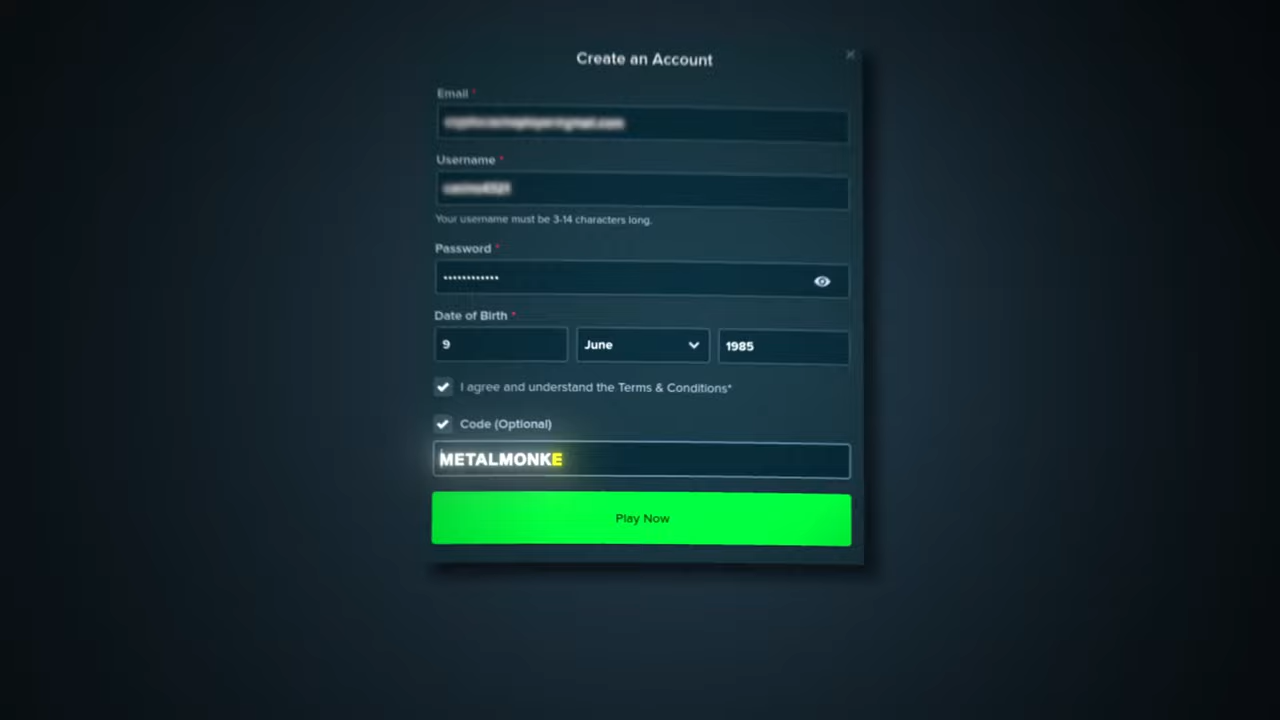 Create an Account
Email *
Username *
Your username must be 3-14 characters long.
Password *
••••••••••••
Date of Birth *
9 June 1985
I agree and understand the Terms & Conditions*
Code (Optional)
METALMONKE
Play Now